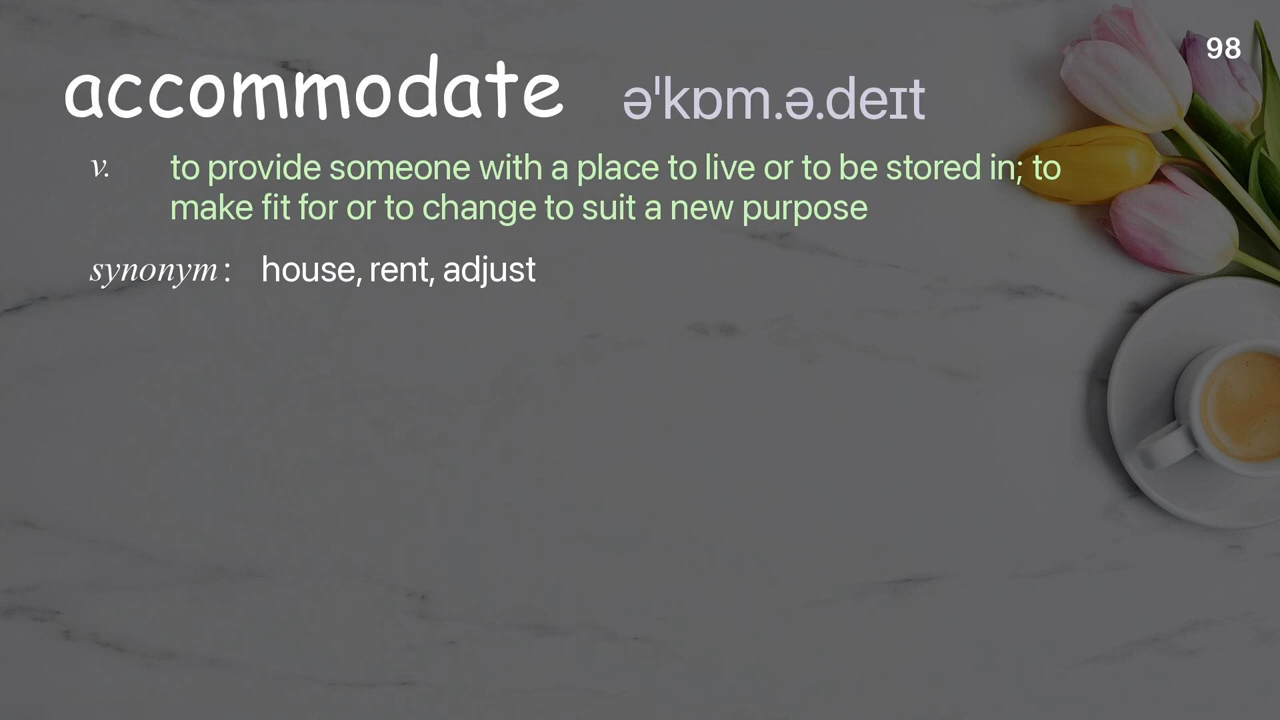 98
accommodate əˈkɒm.ə.deɪt
v. to provide someone with a place to live or to be stored in; to
make fit for or to change to suit a new purpose
synonym: house, rent, adjust